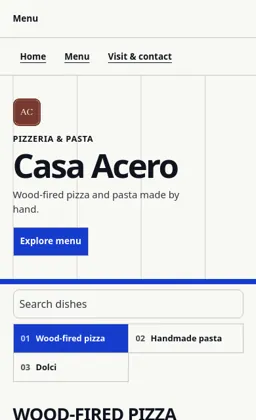 Menu
Home Menu Visit & contact
AC
PIZZERIA & PASTA
Casa Acero
Wood-fired pizza and pasta made by
hand.
Explore menu
Search dishes
01 Wood-fired pizza 02 Handmade pasta
03 Dolci
WOOD-FIRED PIZZA